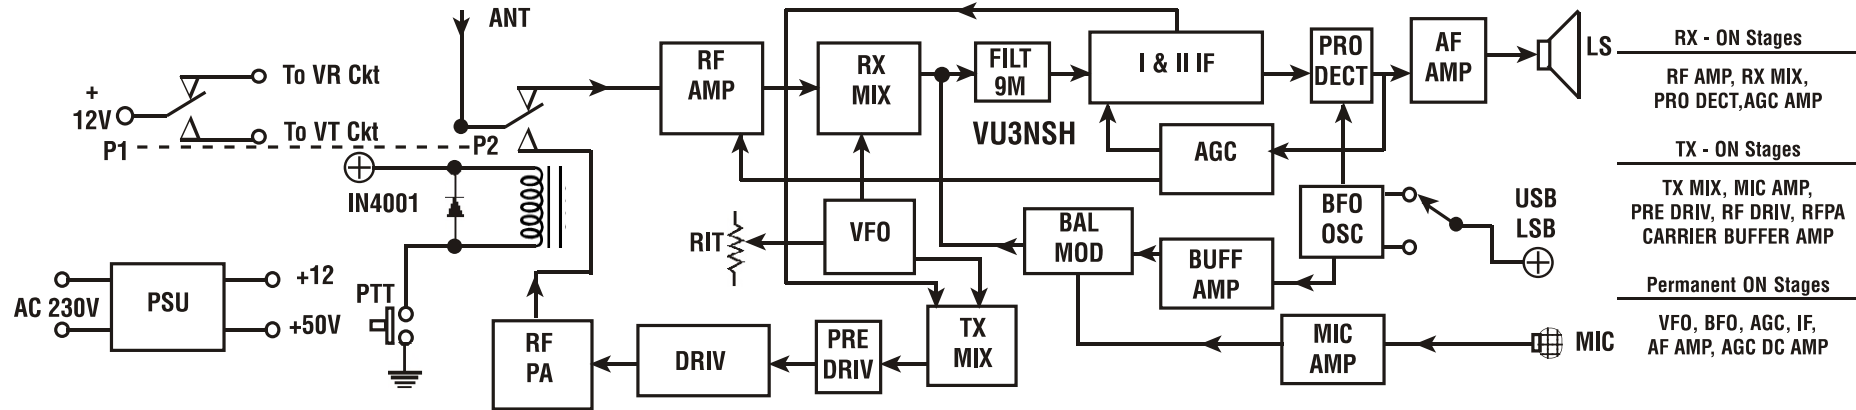 ANT
To VR Ckt
+
12V
To VT Ckt
P1
P2
IN4001
AC 230V
PSU
+12
+50V
PTT
RF
AMP
RX
MIX
FILT
9M
I & II IF
PRO
DECT
AF
AMP
LS
VU3NSH
AGC
RIT
VFO
BAL
MOD
BUFF
AMP
BFO
OSC
USB
LSB
RF
PA
DRIV
PRE
DRIV
TX
MIX
MIC
AMP
MIC
RX - ON Stages
RF AMP, RX MIX,
PRO DECT,AGC AMP
TX - ON Stages
TX MIX, MIC AMP,
PRE DRIV, RF DRIV, RFPA
CARRIER BUFFER AMP
Permanent ON Stages
VFO, BFO, AGC, IF,
AF AMP, AGC DC AMP